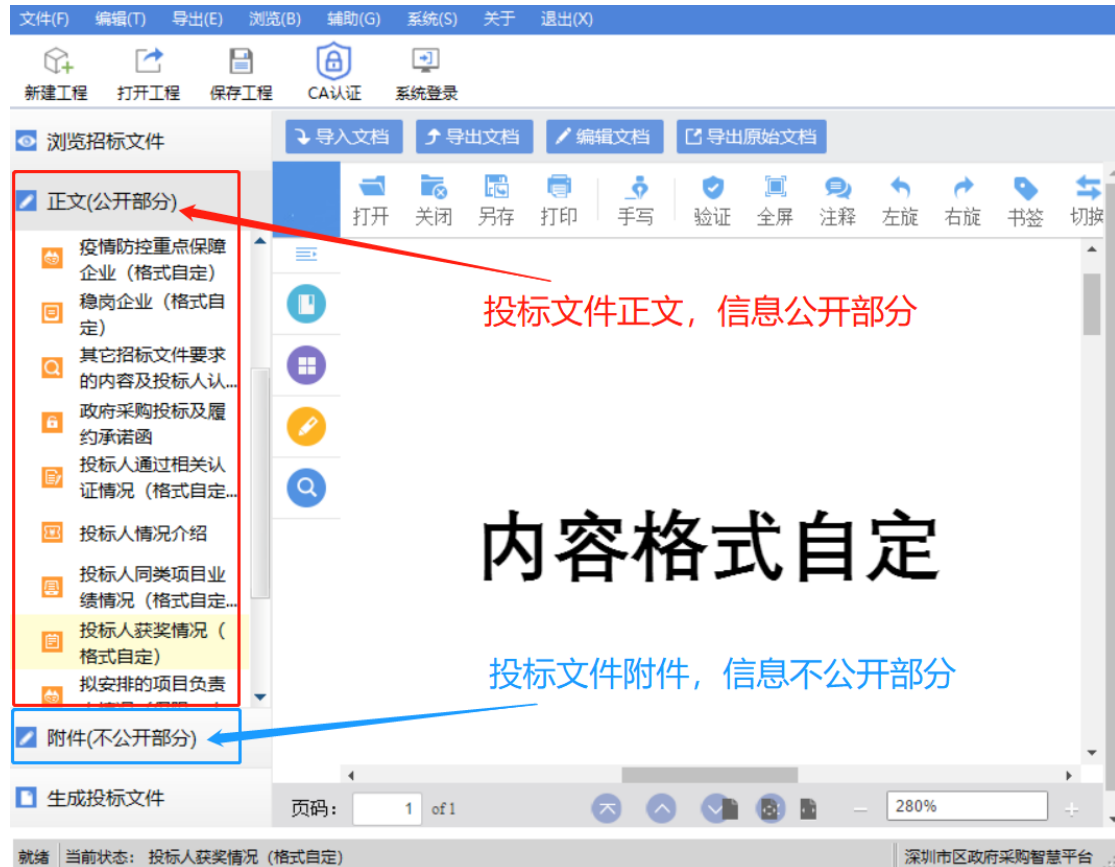 文件(F) 编辑(T) 导出(E) 浏览(B) 辅助(G) 系统(S) 关于 退出(X)
新建工程 打开工程 保存工程 CA认证 系统登录
浏览招标文件
导入文档 导出文档 编辑文档 导出原始文档
正文(公开部分)
打开 关闭 另存 打印 手写 验证 全屏 注释 左旋 右旋 书签 切换
疫情防控重点保障
企业（格式自定）
稳岗企业（格式自
定）
其它招标文件要求
的内容及投标人认...
政府采购投标及履
约承诺函
投标人通过相关认
证情况（格式自定...
投标人情况介绍
投标人同类项目业
绩情况（格式自定...
投标人获奖情况（
格式自定）
拟安排的项目负责
投标文件正文，信息公开部分
内容格式自定
投标文件附件，信息不公开部分
附件(不公开部分)
生成投标文件
页码： 1 of 1 280%
就绪 当前状态： 投标人获奖情况（格式自定） 深圳市区政府采购智慧平台